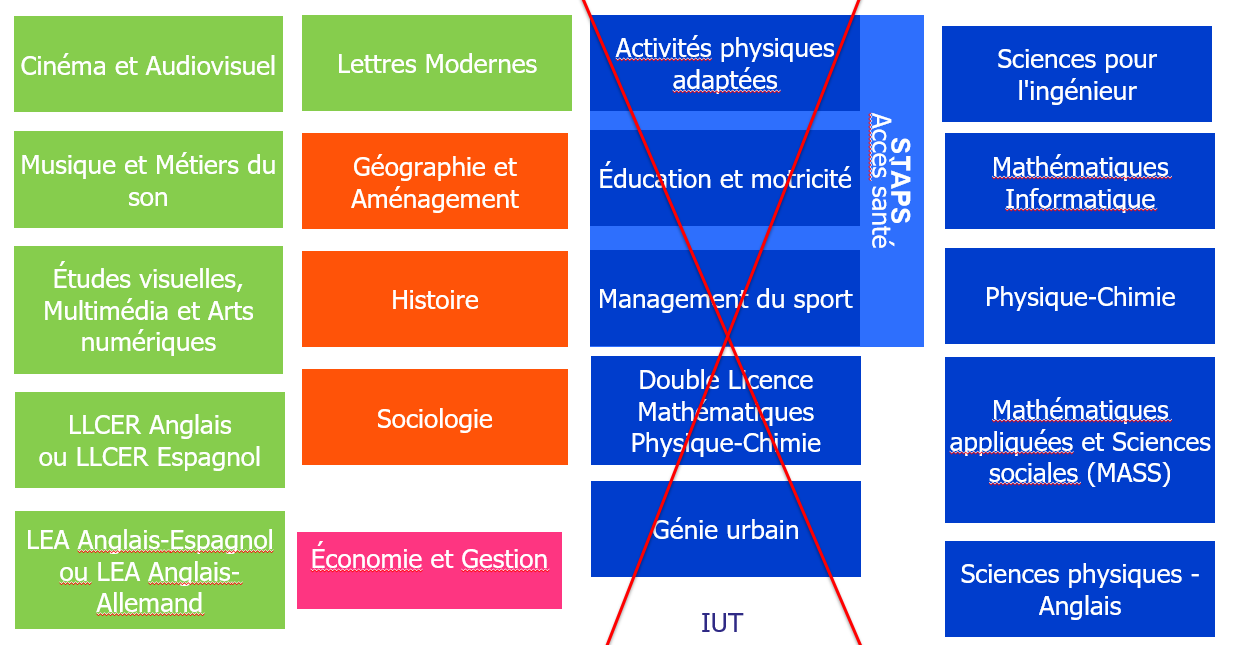 Cinéma et Audiovisuel
Musique et Métiers du
son
Études visuelles,
Multimédia et Arts
numériques
LLCER Anglais
ou LLCER Espagnol
LEA Anglais-Espagnol
ou LEA Anglais-
Allemand
Lettres Modernes
Géographie et
Aménagement
Histoire
Sociologie
Économie et Gestion
Activités physiques
adaptées
Éducation et motricité
Management du sport
STAPS
Accès santé
Double Licence
Mathématiques
Physique-Chimie
Génie urbain
IUT
Sciences pour
l'ingénieur
Mathématiques
Informatique
Physique-Chimie
Mathématiques
appliquées et Sciences
sociales (MASS)
Sciences physiques -
Anglais